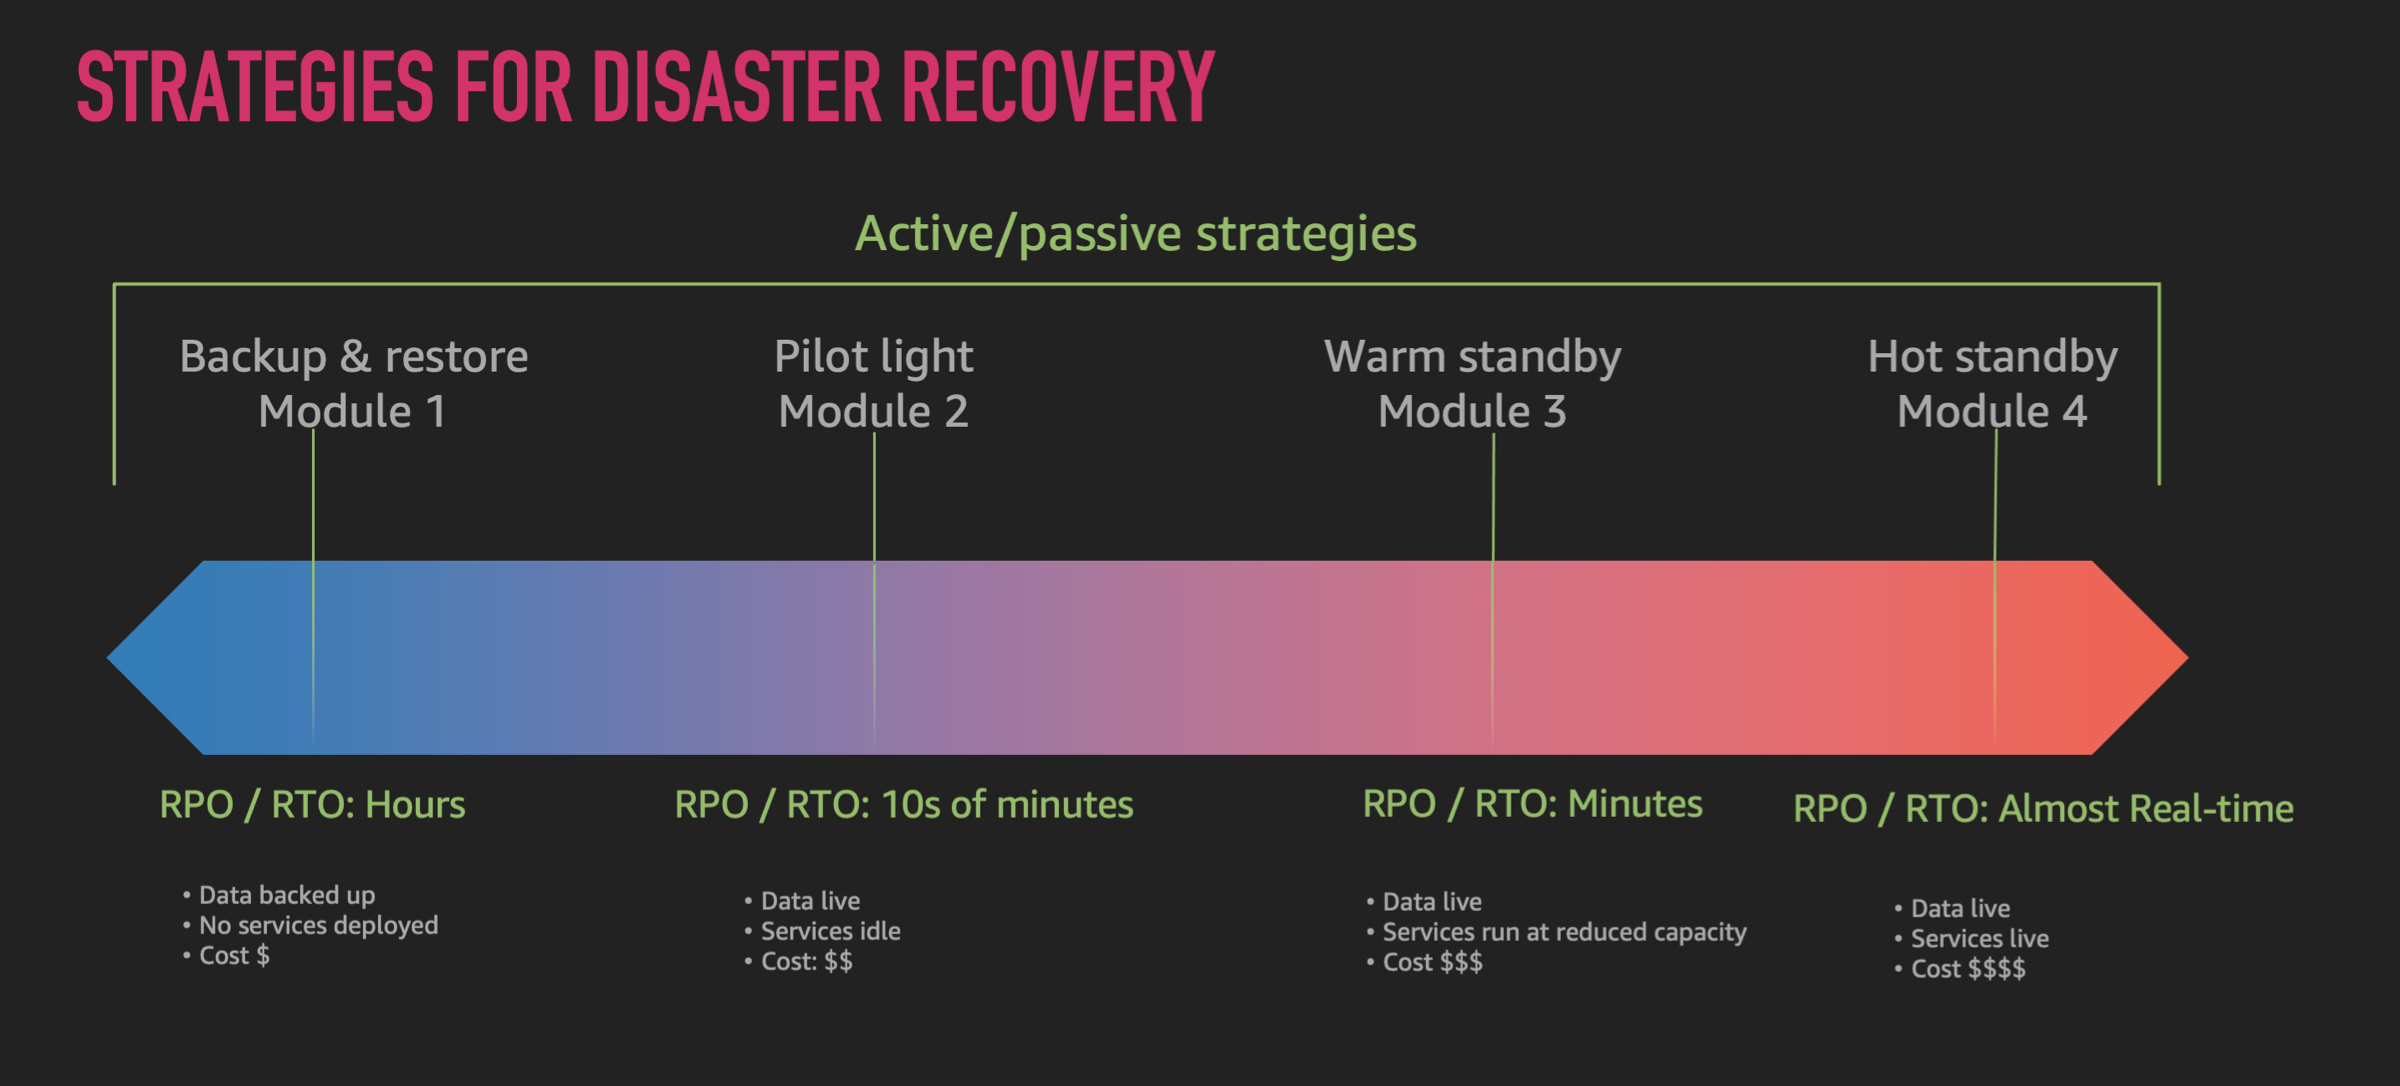 STRATEGIES FOR DISASTER RECOVERY
Active/passive strategies
Backup & restore
Module 1
Pilot light
Module 2
Warm standby
Module 3
Hot standby
Module 4
RPO / RTO: Hours
• Data backed up
• No services deployed
• Cost $
RPO / RTO: 10s of minutes
• Data live
• Services idle
• Cost: $$
RPO / RTO: Minutes
• Data live
• Services run at reduced capacity
• Cost $$$
RPO / RTO: Almost Real-time
• Data live
• Services live
• Cost $$$$